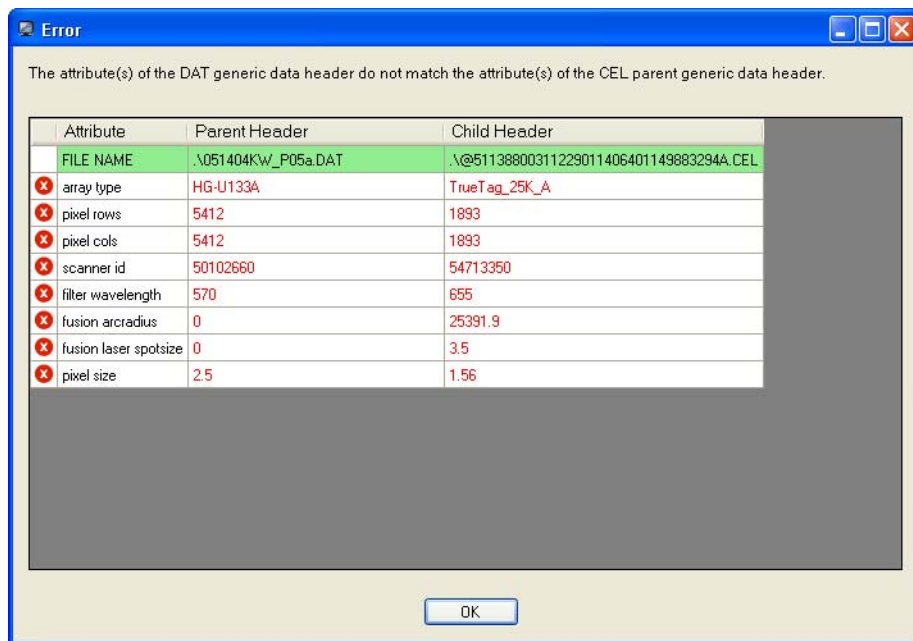 Error
The attribute(s) of the DAT generic data header do not match the attribute(s) of the CEL parent generic data header.
Attribute Parent Header Child Header
FILE NAME .\051404KW_P05a.DAT .\@51138800311229011406401149883294A.CEL
array type HG-U133A TrueTag_25K_A
pixel rows 5412 1893
pixel cols 5412 1893
scanner id 50102660 54713350
filter wavelength 570 655
fusion arcradius 0 25391.9
fusion laser spotsize 0 3.5
pixel size 2.5 1.56
OK